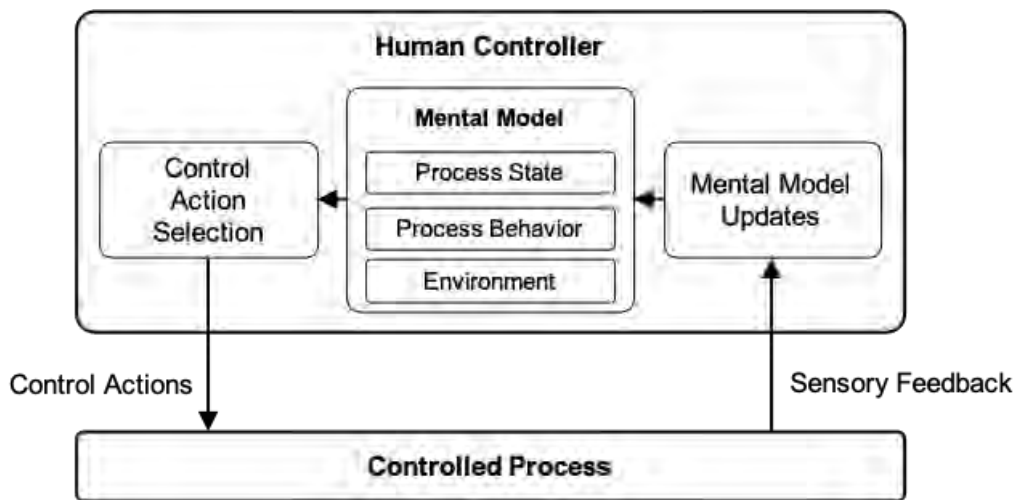 Human Controller
Mental Model
Control
Action
Selection
Process State
Process Behavior
Environment
Mental Model
Updates
Control Actions
Sensory Feedback
Controlled Process